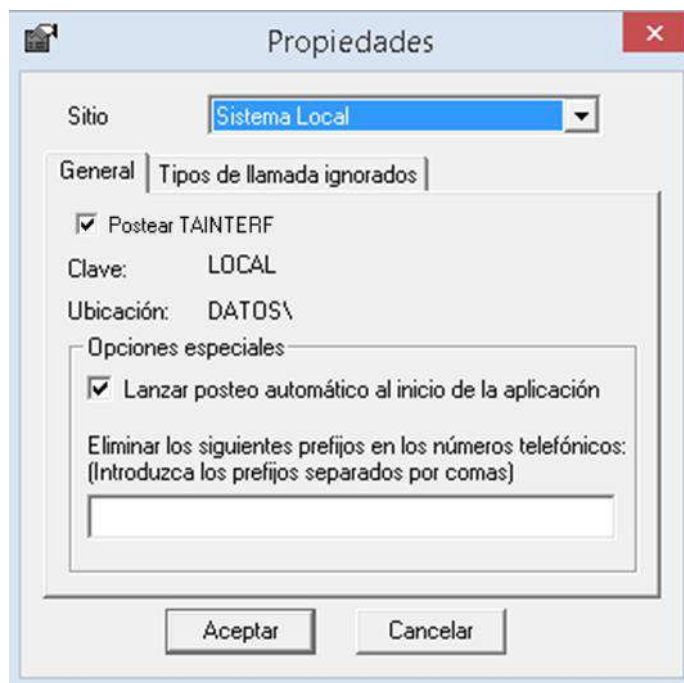 Propiedades
Sitio Sistema Local
General Tipos de llamada ignorados
Postear TAINTERF
Clave: LOCAL
Ubicación: DATOS\
Opciones especiales
Lanzar posteo automático al inicio de la aplicación
Eliminar los siguientes prefijos en los números telefónicos:
(Introduzca los prefijos separados por comas)
Aceptar Cancelar